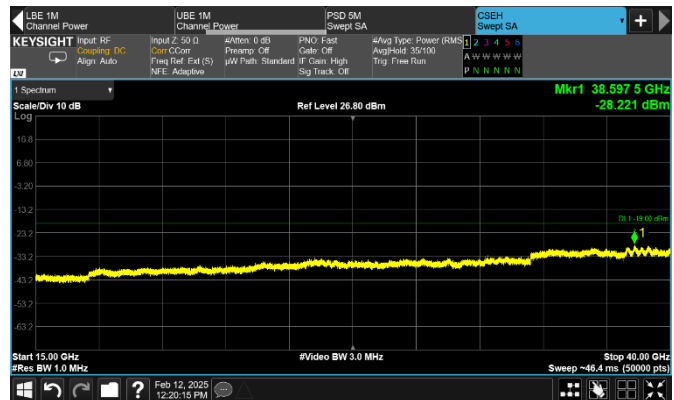 LBE 1M
Channel Power
UBE 1M
Channel Power
PSD 5M
Swept SA
CSEH
Swept SA
KEYSIGHT
Input: RF
Coupling: DC
Align: Auto
Input Z: 50 Ω
Corr CCorr
Freq Ref: Ext (S)
NFE: Adaptive
#Atten: 0 dB
Preamp: Off
µW Path: Standard
PNO: Fast
Gate: Off
IF Gain: High
Sig Track: Off
#Avg Type: Power (RMS)
Avg|Hold: 35/100
Trig: Free Run
1 2 3 4 5 6
A W W W W W
P N N N N N
LXI
1 Spectrum
Scale/Div 10 dB
Log
Ref Level 26.80 dBm
Mkr1 38.597 5 GHz
-28.221 dBm
16.8
6.80
-3.20
-13.2
-23.2
-33.2
-43.2
-53.2
-63.2
DL1 -19.00 dBm
1
Start 15.00 GHz
#Res BW 1.0 MHz
#Video BW 3.0 MHz
Stop 40.00 GHz
Sweep ~46.4 ms (50000 pts)
?
Feb 12, 2025
12:20:15 PM